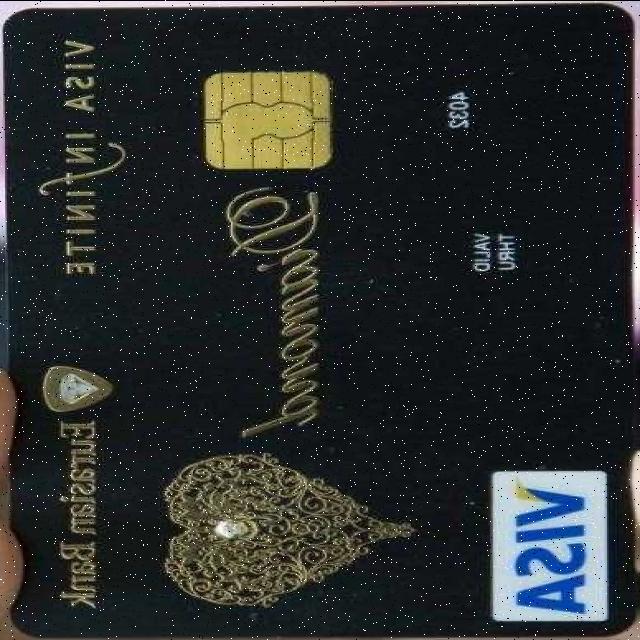 VISA INFINITE
Eurasian Bank
Diamond
4032
VALID
THRU
VISA